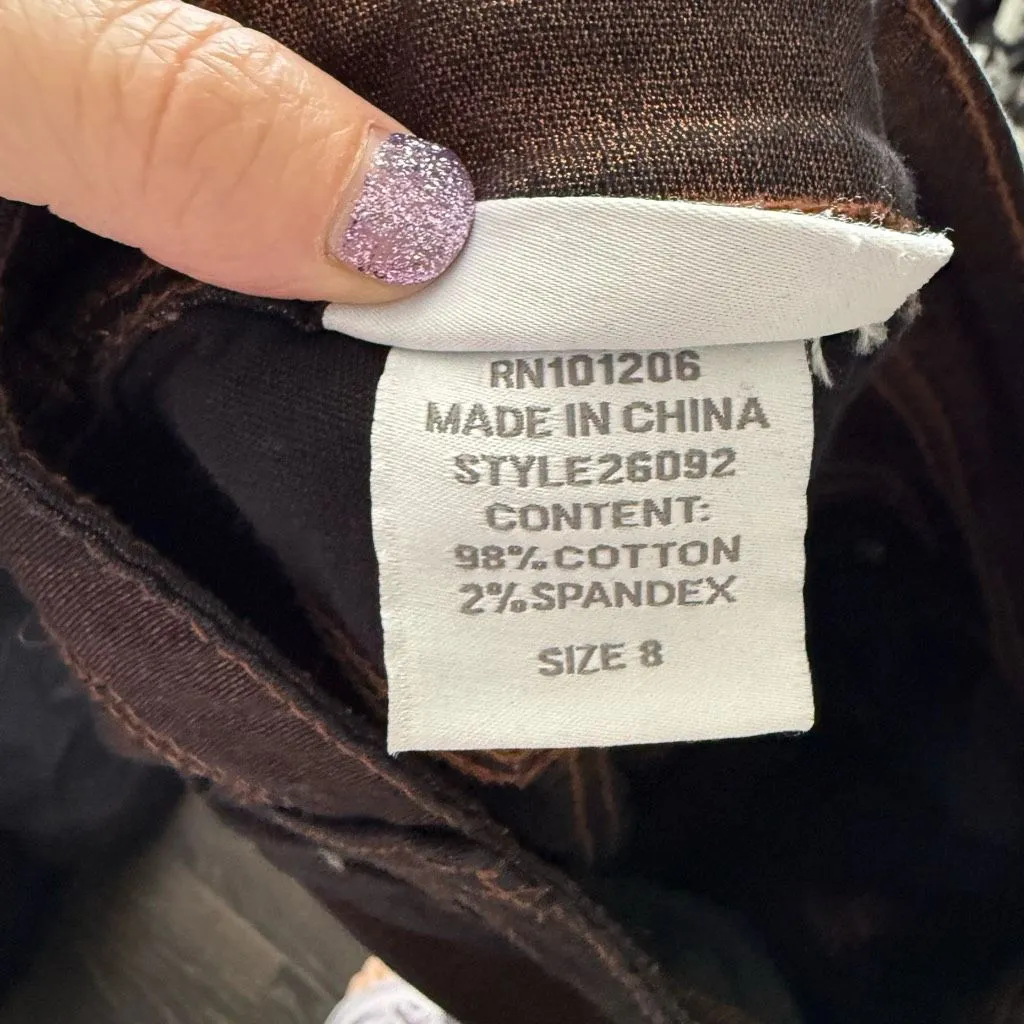 RN101206
MADE IN CHINA
STYLE26092
CONTENT:
98% COTTON
2% SPANDEX
SIZE 8